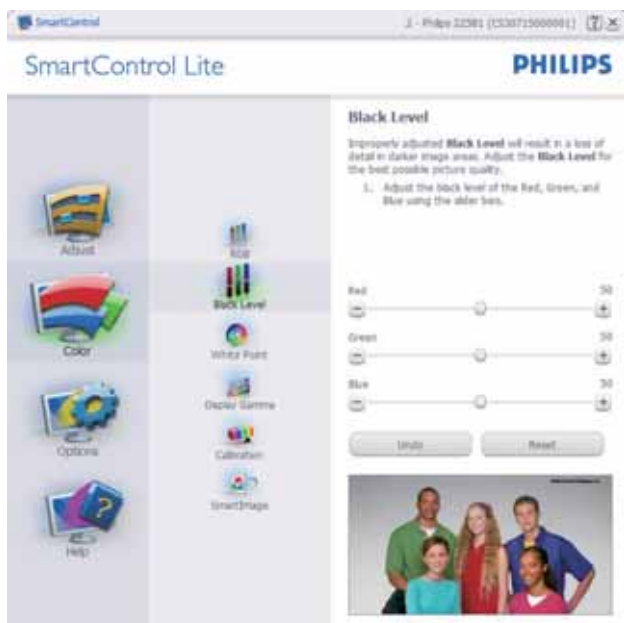 SmartControl
SmartControl Lite
PHILIPS
Adjust
Color
Options
Help
RGB
Black Level
White Point
Display Gamma
Calibration
SmartImage
Black Level
Improperly adjusted Black Level will result in a loss of
detail in darker image areas. Adjust the Black Level for
the best possible picture quality.
1. Adjust the black level of the Red, Green, and
Blue using the slider bars.
Red 50
Green 50
Blue 50
Undo
Reset